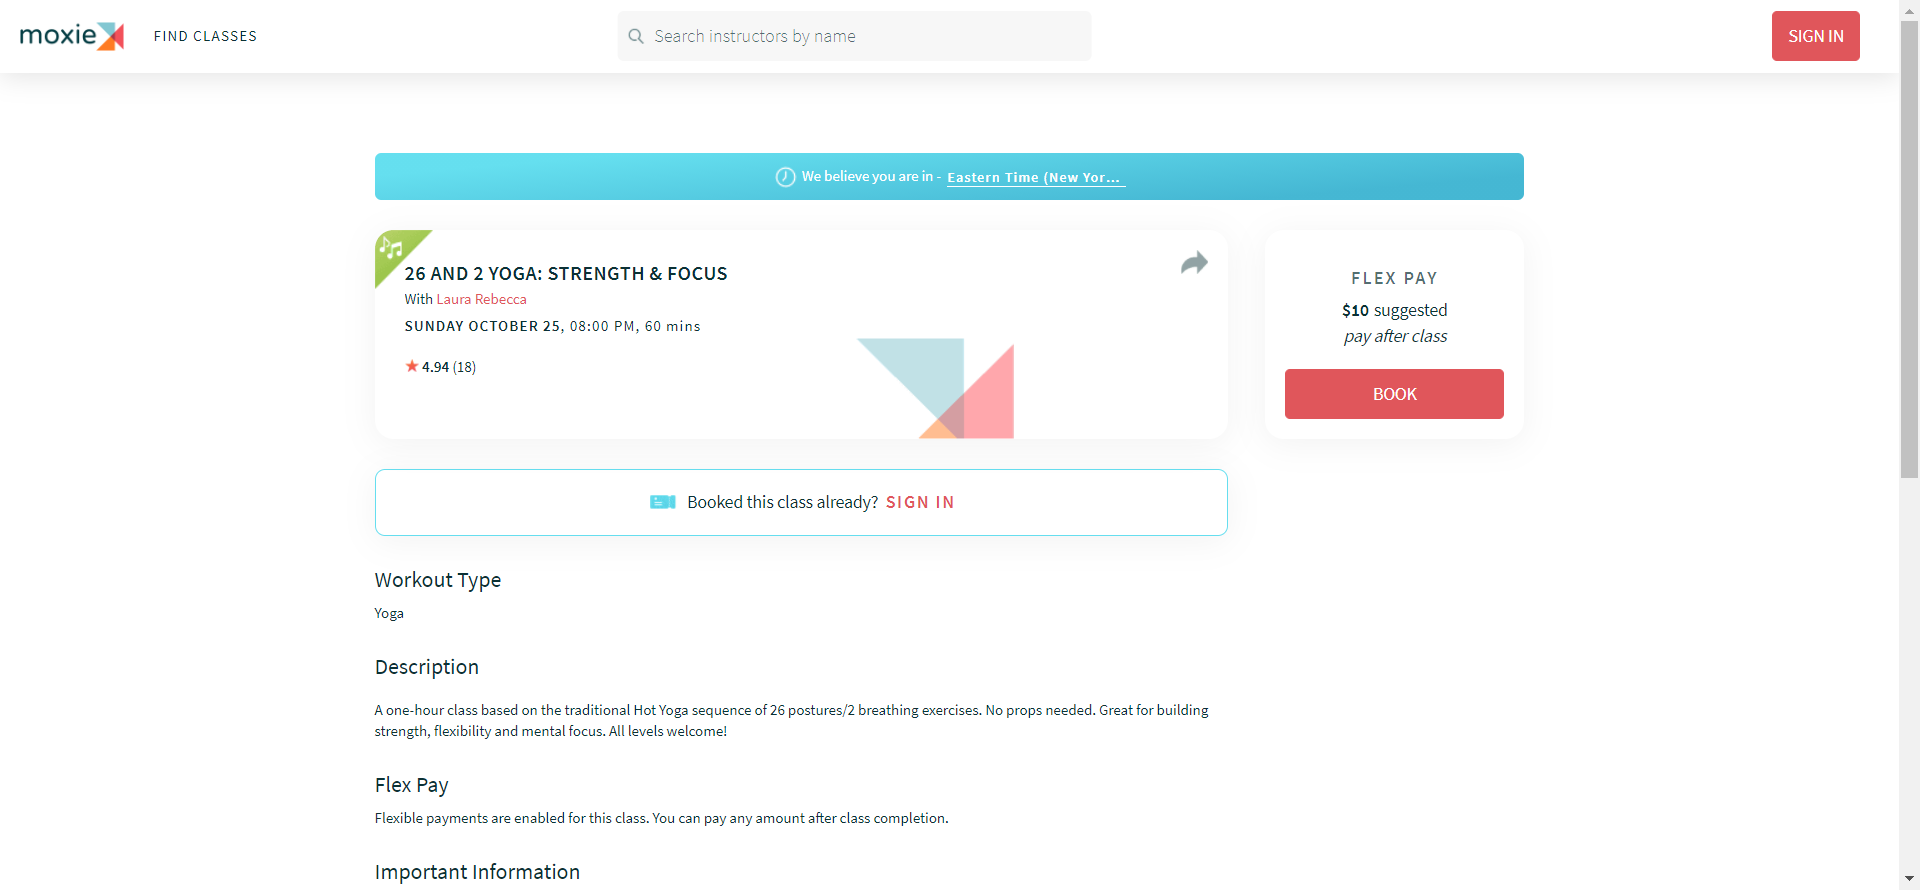 moxie
FIND CLASSES
Search instructors by name
SIGN IN
We believe you are in - Eastern Time (New Yor...
26 AND 2 YOGA: STRENGTH & FOCUS
With Laura Rebecca
SUNDAY OCTOBER 25, 08:00 PM, 60 mins
4.94 (18)
FLEX PAY
$10 suggested
pay after class
BOOK
Booked this class already? SIGN IN
Workout Type
Yoga
Description
A one-hour class based on the traditional Hot Yoga sequence of 26 postures/2 breathing exercises. No props needed. Great for building
strength, flexibility and mental focus. All levels welcome!
Flex Pay
Flexible payments are enabled for this class. You can pay any amount after class completion.
Important Information